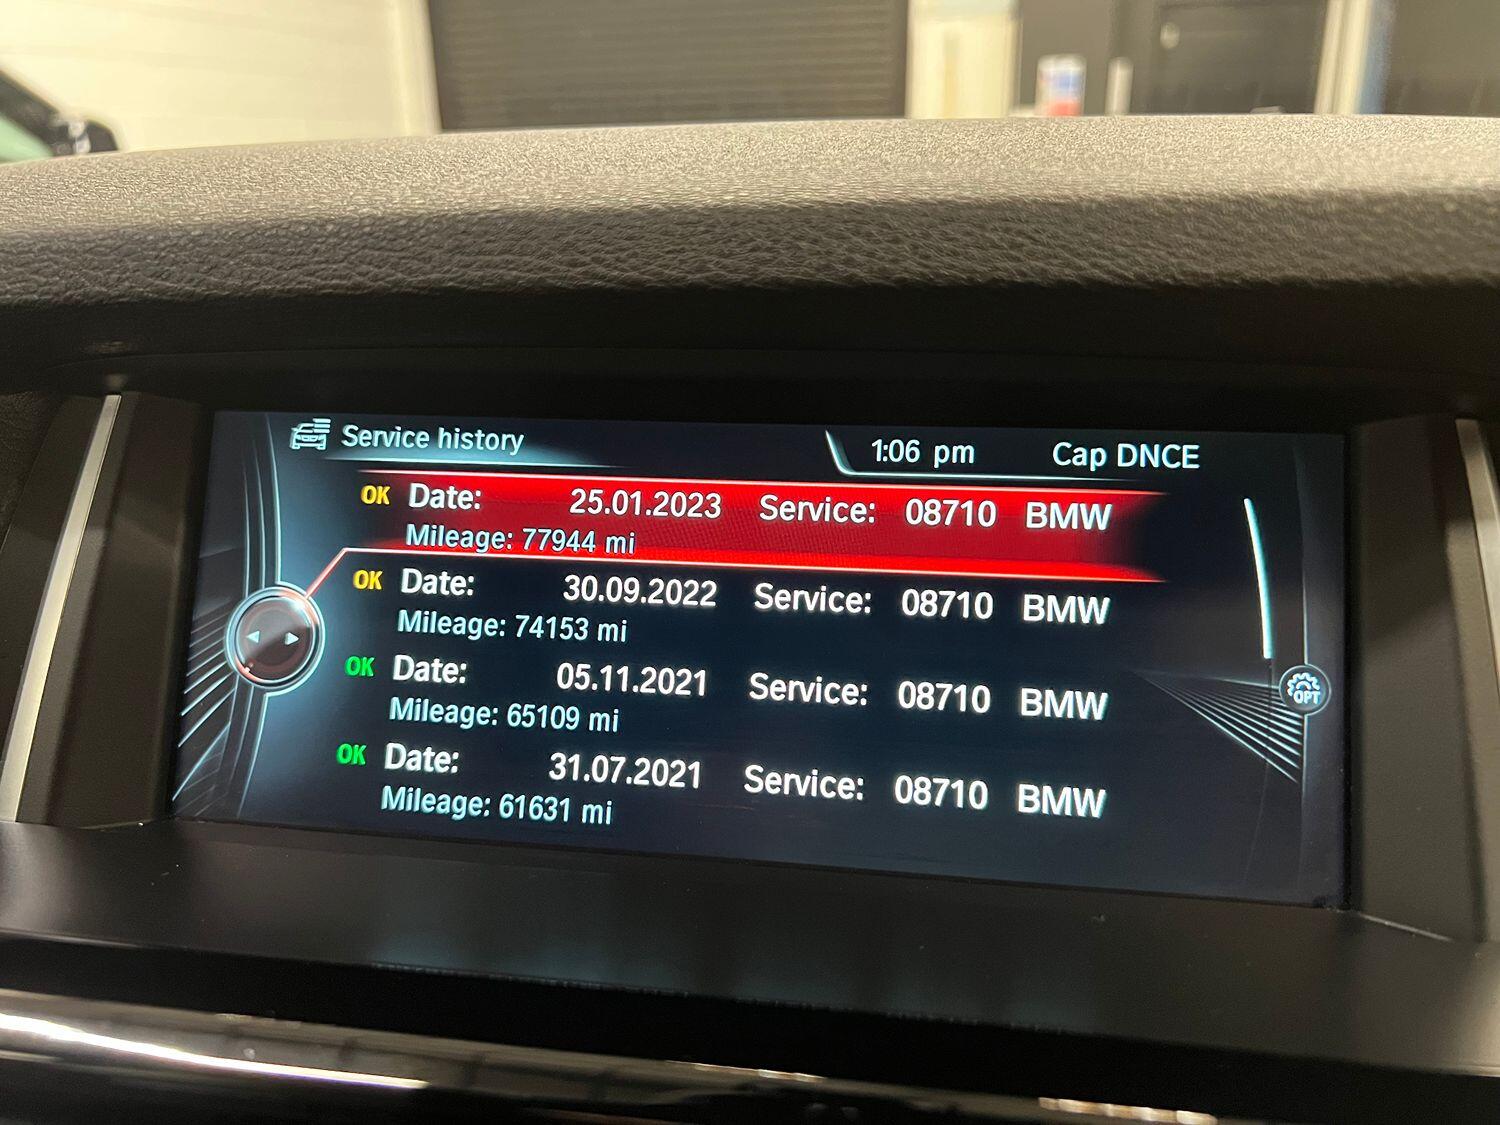 Service history 1:06 pm Cap DNCE
OK Date: 25.01.2023 Service: 08710 BMW
Mileage: 77944 mi
OK Date: 30.09.2022 Service: 08710 BMW
Mileage: 74153 mi
OK Date: 05.11.2021 Service: 08710 BMW
Mileage: 65109 mi
OPT
OK Date: 31.07.2021 Service: 08710 BMW
Mileage: 61631 mi